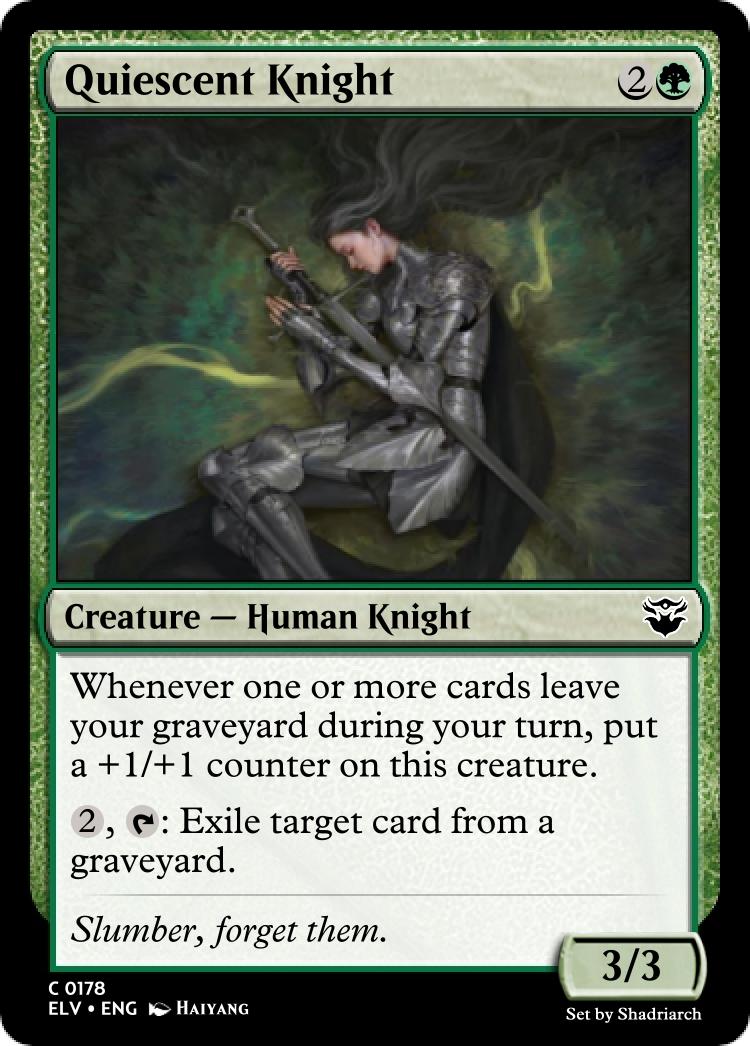 Quiescent Knight
2
Creature — Human Knight
Whenever one or more cards leave
your graveyard during your turn, put
a +1/+1 counter on this creature.
2, : Exile target card from a
graveyard.
Slumber, forget them.
3/3
C 0178
ELV • ENG HAIYANG
Set by Shadriarch